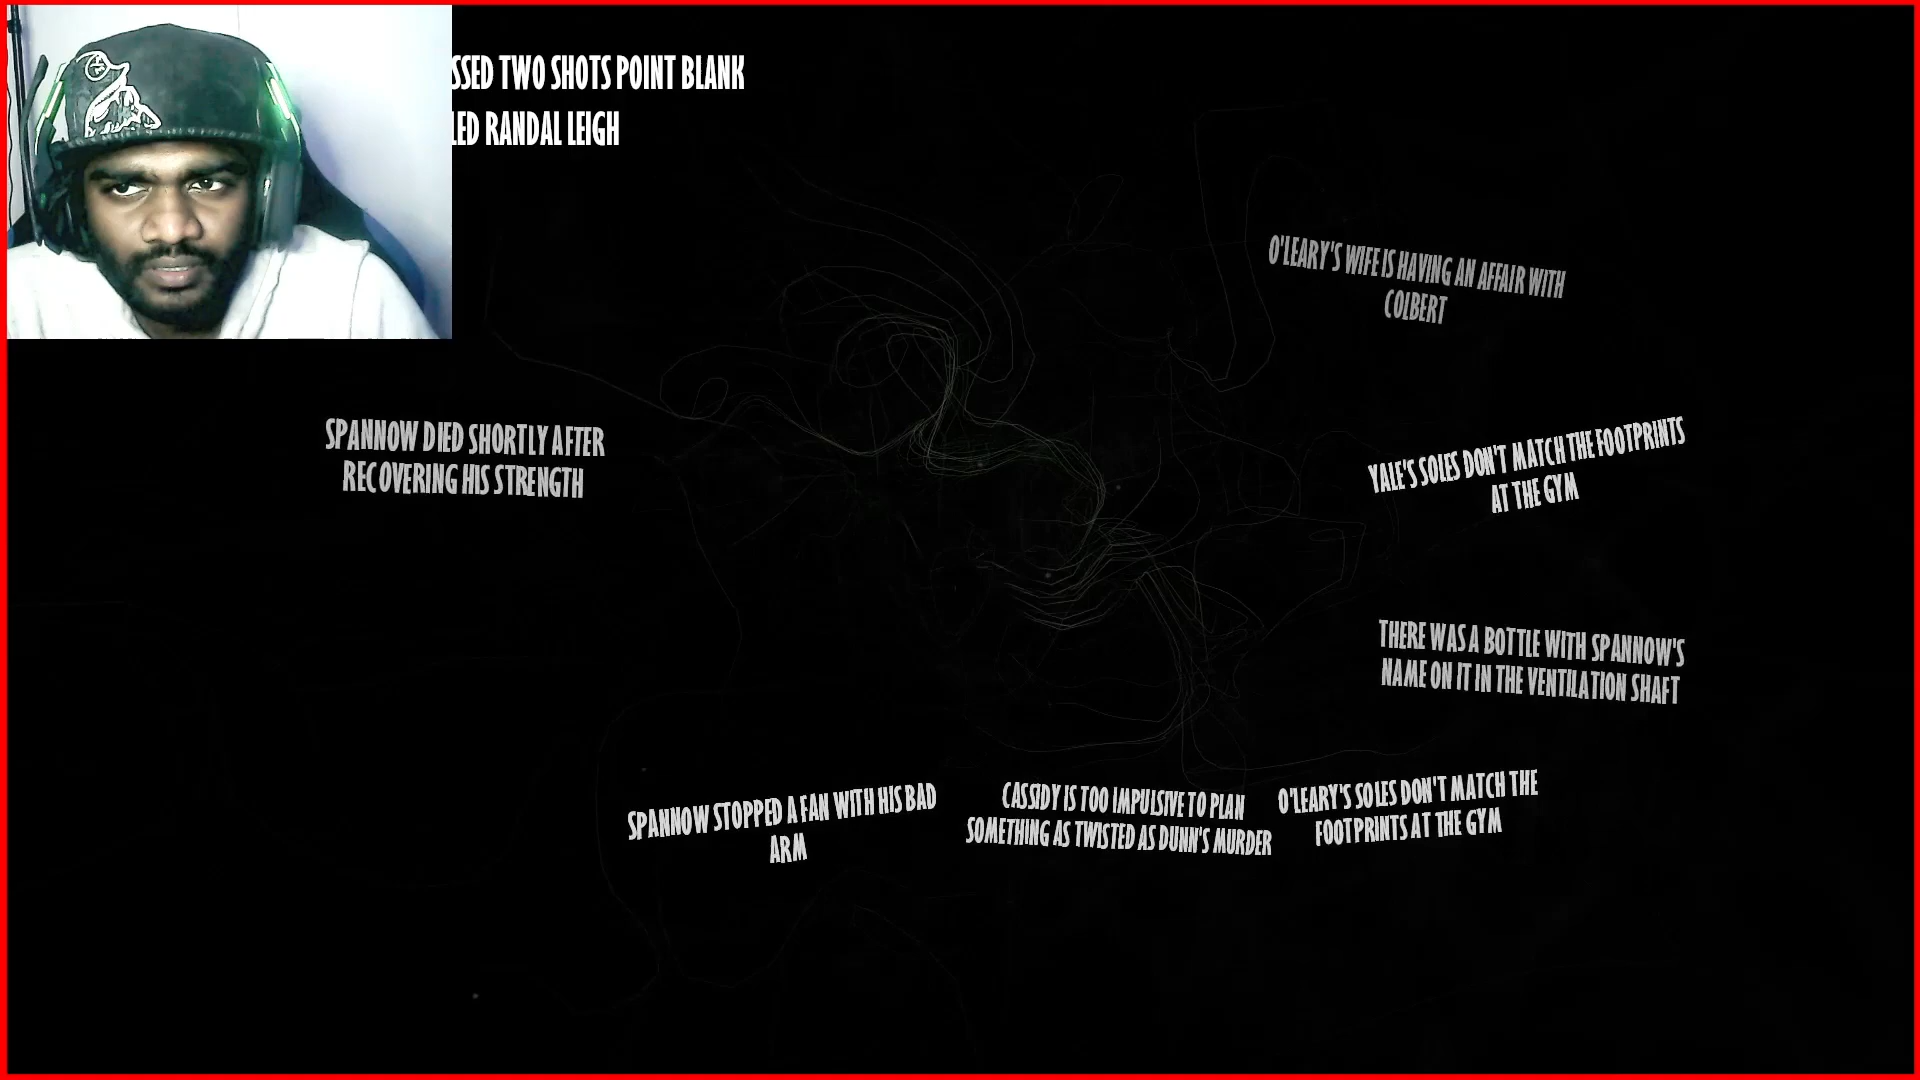 SSED TWO SHOTS POINT BLANK
LED RANDAL LEIGH
O'LEARY'S WIFE IS HAVING AN AFFAIR WITH
COLBERT
SPANNOW DIED SHORTLY AFTER
RECOVERING HIS STRENGTH
YALE'S SOLES DON'T MATCH THE FOOTPRINTS
AT THE GYM
THERE WAS A BOTTLE WITH SPANNOW'S
NAME ON IT IN THE VENTILATION SHAFT
SPANNOW STOPPED A FAN WITH HIS BAD
ARM
CASSIDY IS TOO IMPULSIVE TO PLAN
SOMETHING AS TWISTED AS DUNN'S MURDER
O'LEARY'S SOLES DON'T MATCH THE
FOOTPRINTS AT THE GYM